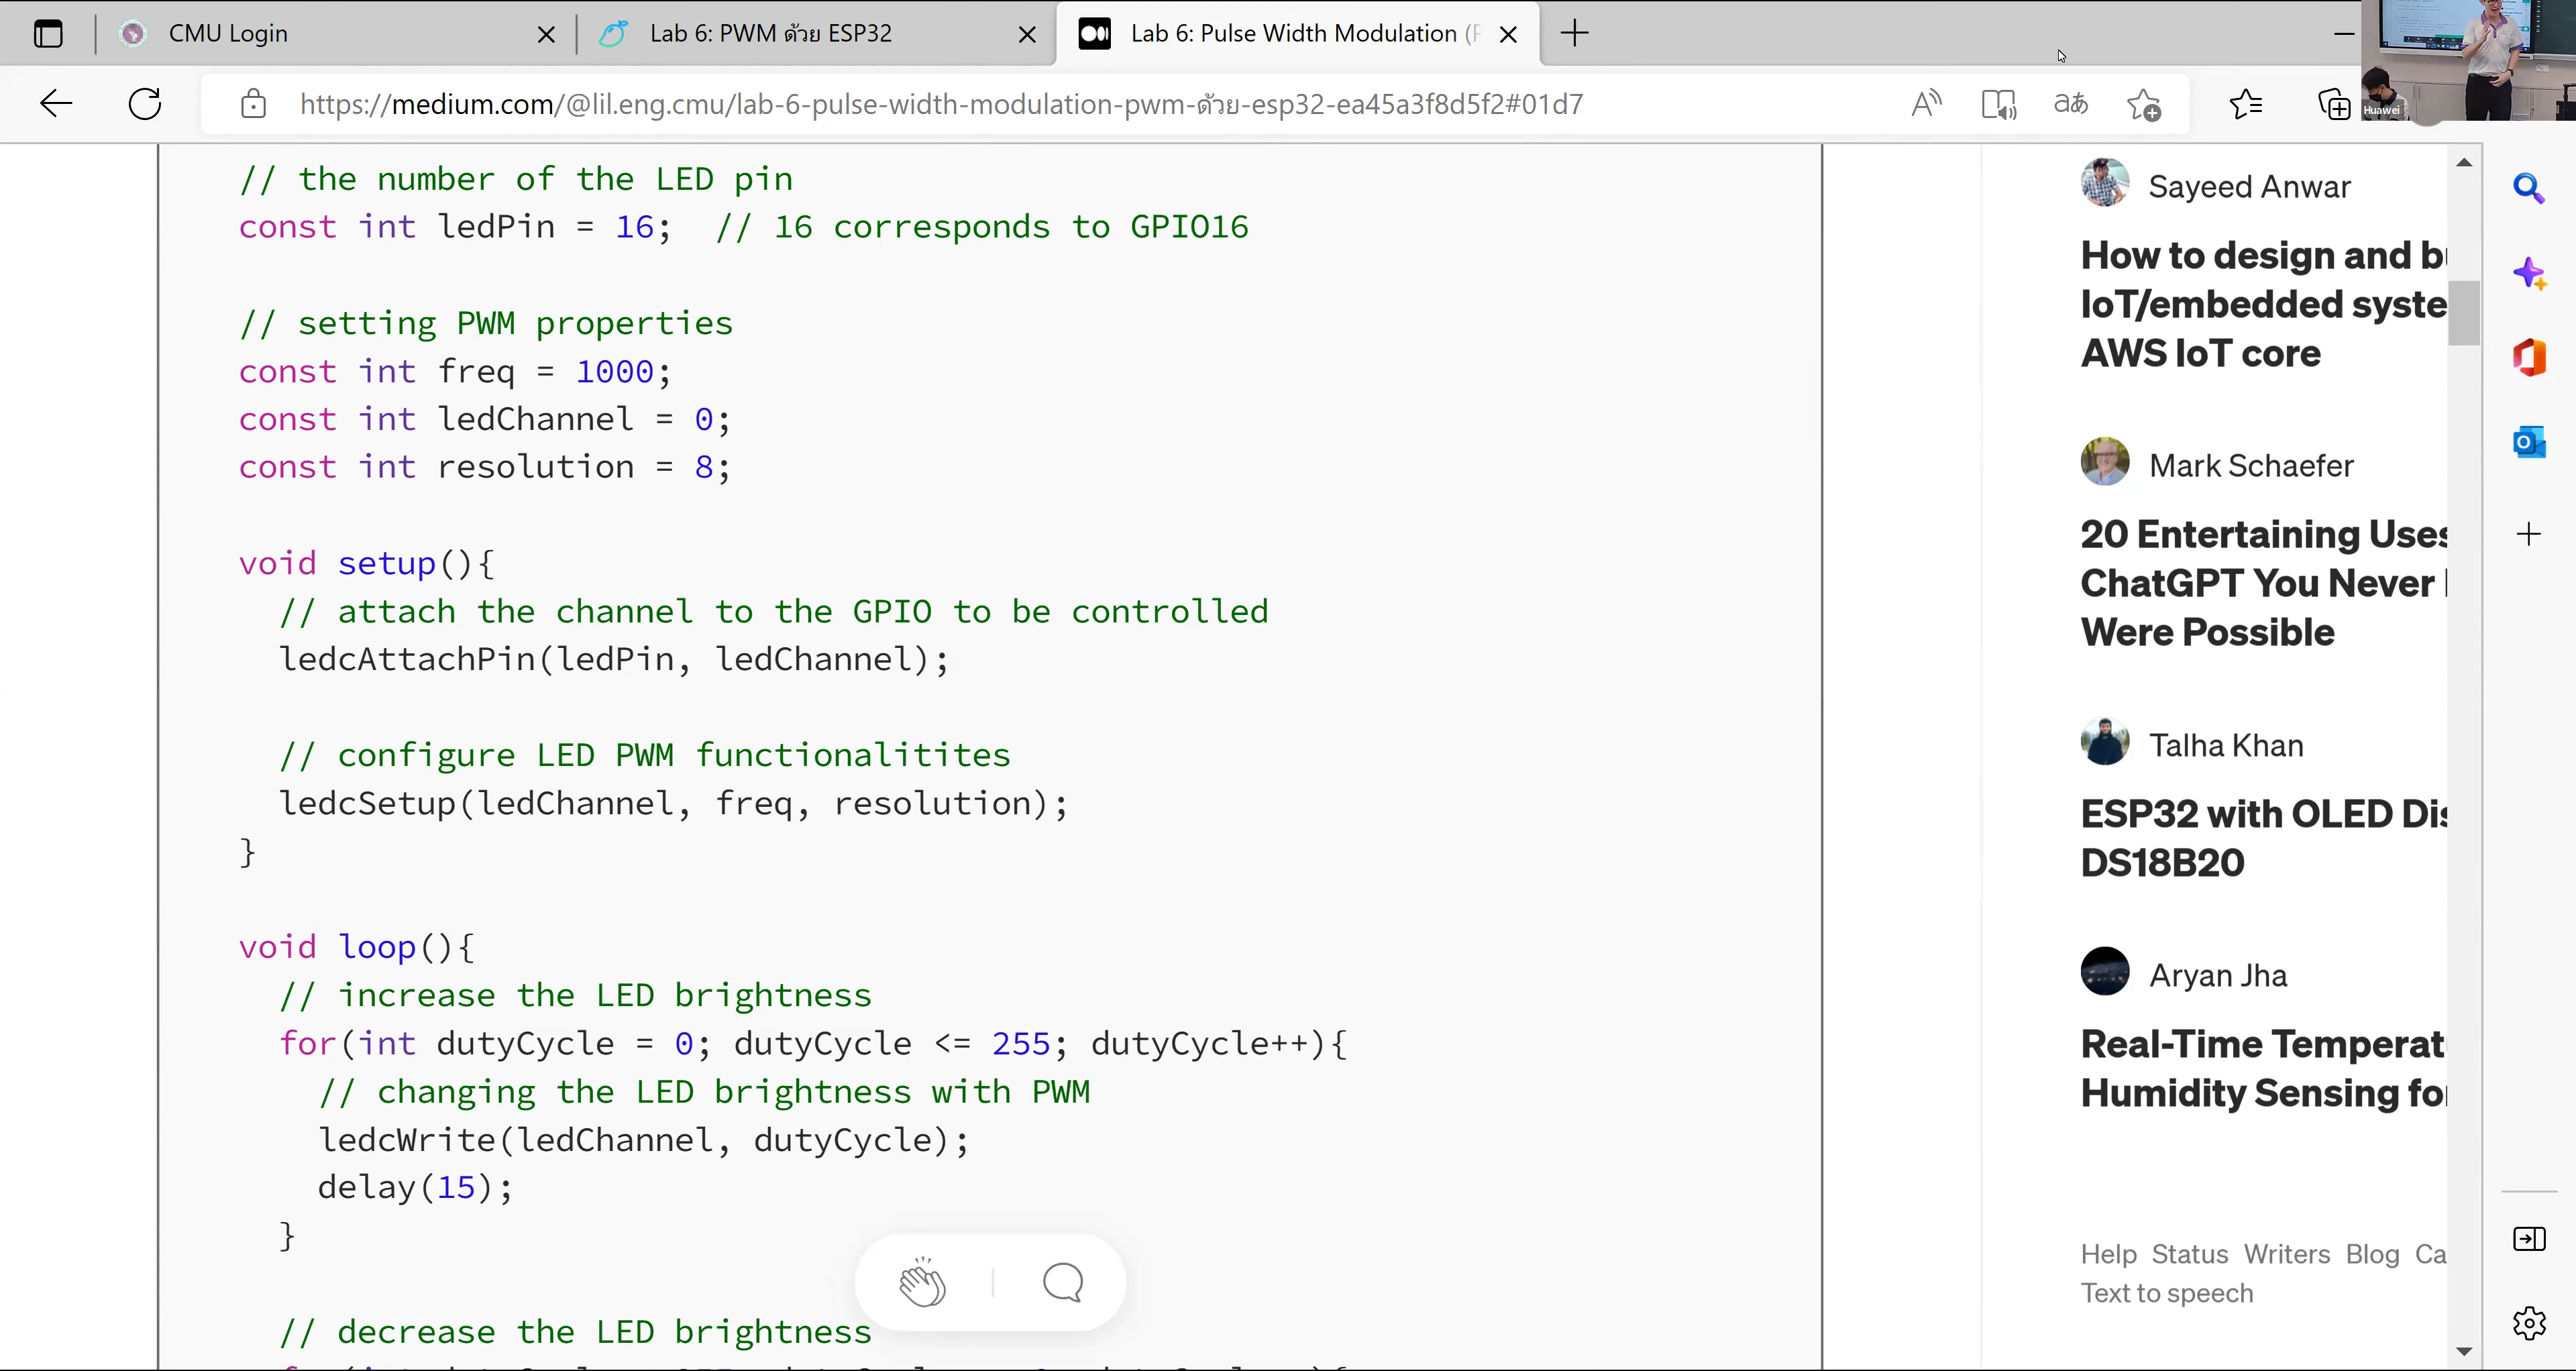 CMU Login
Lab 6: PWM ด้วย ESP32
Lab 6: Pulse Width Modulation (P
https://medium.com/@lil.eng.cmu/lab-6-pulse-width-modulation-pwm-ด้วย-esp32-ea45a3f8d5f2#01d7
Huawei
// the number of the LED pin
const int ledPin = 16;  // 16 corresponds to GPIO16
// setting PWM properties
const int freq = 1000;
const int ledChannel = 0;
const int resolution = 8;
void setup(){
// attach the channel to the GPIO to be controlled
ledcAttachPin(ledPin, ledChannel);
// configure LED PWM functionalitites
ledcSetup(ledChannel, freq, resolution);
}
void loop(){
// increase the LED brightness
for(int dutyCycle = 0; dutyCycle <= 255; dutyCycle++){
// changing the LED brightness with PWM
ledcWrite(ledChannel, dutyCycle);
delay(15);
}
// decrease the LED brightness
Sayeed Anwar
How to design and b
IoT/embedded syste
AWS IoT core
Mark Schaefer
20 Entertaining Uses
ChatGPT You Never
Were Possible
Talha Khan
ESP32 with OLED Dis
DS18B20
Aryan Jha
Real-Time Temperat
Humidity Sensing fo
Help Status Writers Blog Ca
Text to speech